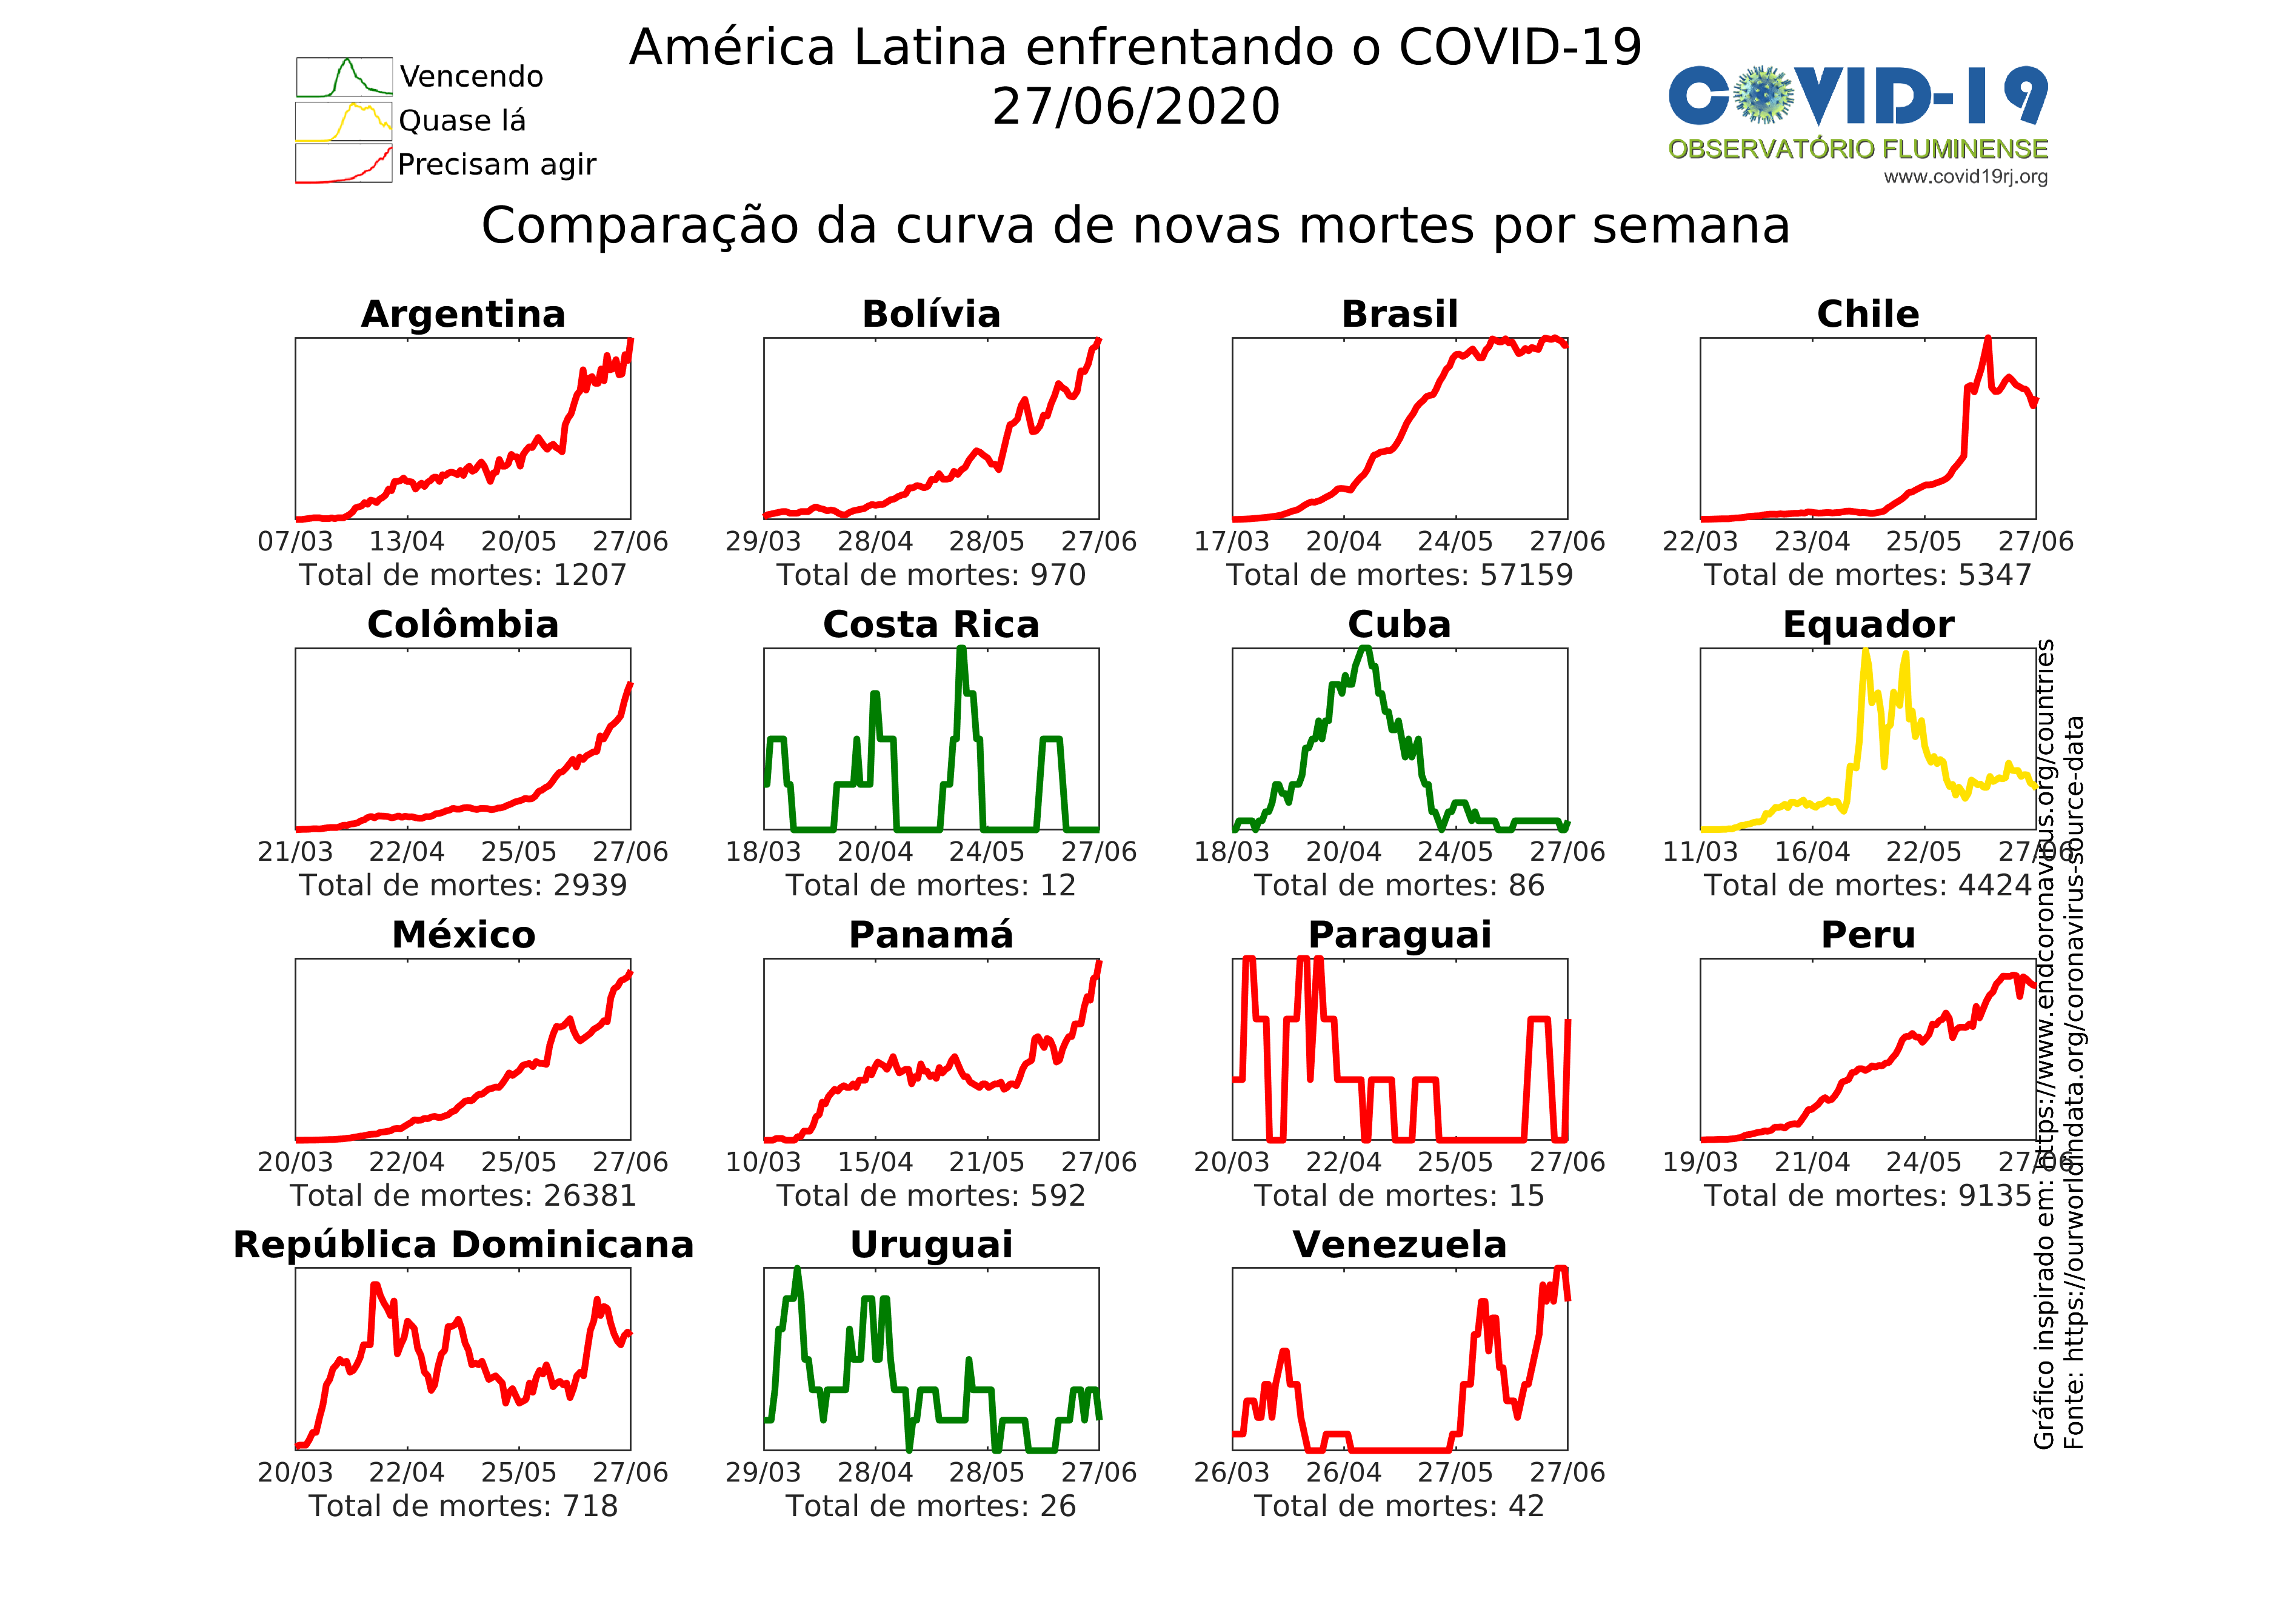 América Latina enfrentando o COVID-19
27/06/2020
Vencendo
Quase lá
Precisam agir
COVID-19
OBSERVATÓRIO FLUMINENSE
www.covid19rj.org
Comparação da curva de novas mortes por semana
Argentina
07/03 13/04 20/05 27/06
Total de mortes: 1207
Bolívia
29/03 28/04 28/05 27/06
Total de mortes: 970
Brasil
17/03 20/04 24/05 27/06
Total de mortes: 57159
Chile
22/03 23/04 25/05 27/06
Total de mortes: 5347
Colômbia
21/03 22/04 25/05 27/06
Total de mortes: 2939
Costa Rica
18/03 20/04 24/05 27/06
Total de mortes: 12
Cuba
18/03 20/04 24/05 27/06
Total de mortes: 86
Equador
11/03 16/04 22/05 27/06
Total de mortes: 4424
México
20/03 22/04 25/05 27/06
Total de mortes: 26381
Panamá
10/03 15/04 21/05 27/06
Total de mortes: 592
Paraguai
20/03 22/04 25/05 27/06
Total de mortes: 15
Peru
19/03 21/04 24/05 27/06
Total de mortes: 9135
República Dominicana
20/03 22/04 25/05 27/06
Total de mortes: 718
Uruguai
29/03 28/04 28/05 27/06
Total de mortes: 26
Venezuela
26/03 26/04 27/05 27/06
Total de mortes: 42
Gráfico inspirado em: https://www.endcoronavirus.org/countries
Fonte: https://ourworldindata.org/coronavirus-source-data